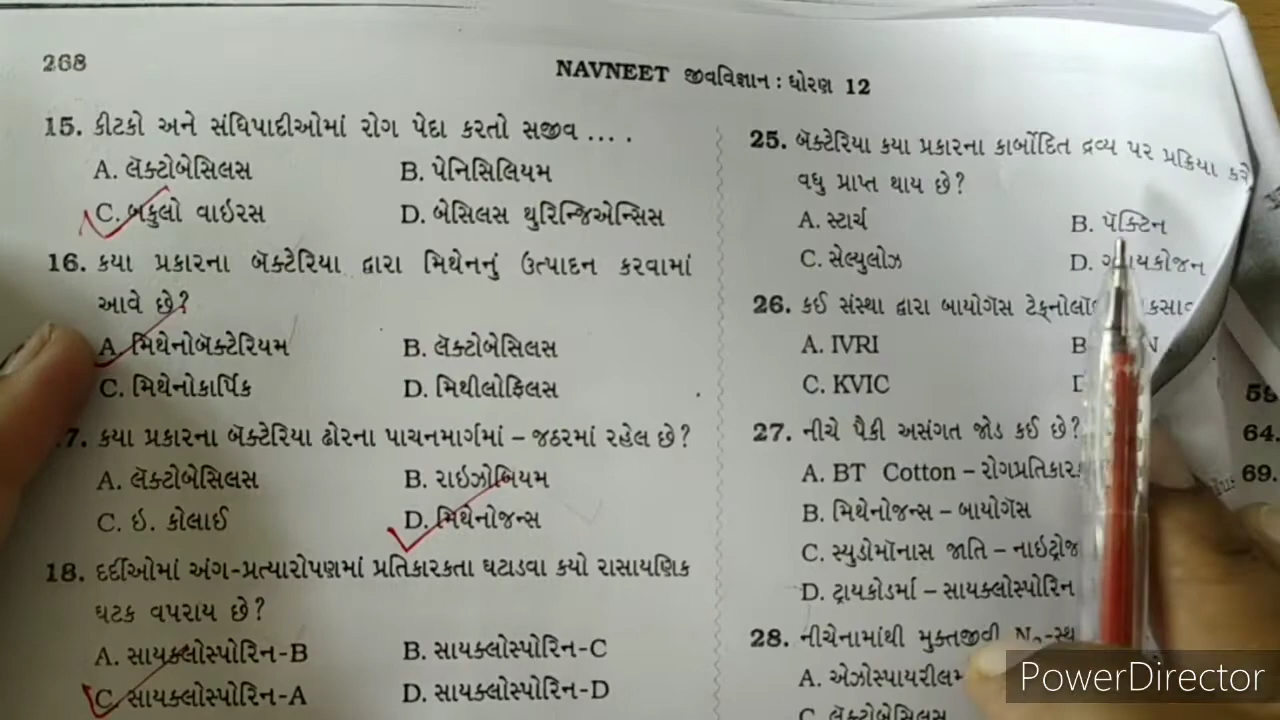 268
NAVNEET જીવવિજ્ઞાન : ધોરણ 12
15. કીટકો અને સંધિપાદીઓમાં રોગ પેદા કરતો સજીવ ... .
A. લૅક્ટોબેસિલસ B. પેનિસિલિયમ
C. બકુલો વાઇરસ D. બેસિલસ થુરિન્જિએન્સિસ
16. કયા પ્રકારના બૅક્ટેરિયા દ્વારા મિથેનનું ઉત્પાદન કરવામાં
આવે છે?
A. મિથેનોબૅક્ટેરિયમ B. લૅક્ટોબેસિલસ
C. મિથેનોકાર્પિક D. મિથીલોફિલસ
7. કયા પ્રકારના બૅક્ટેરિયા ઢોરના પાચનમાર્ગમાં – જઠરમાં રહેલ છે?
A. લૅક્ટોબેસિલસ B. રાઇઝોબિયમ
C. ઇ. કોલાઈ D. મિથેનોજન્સ
18. દર્દીઓમાં અંગ-પ્રત્યારોપણમાં પ્રતિકારકતા ઘટાડવા કયો રાસાયણિક
ઘટક વપરાય છે?
A. સાયક્લોસ્પોરિન-B B. સાયક્લોસ્પોરિન-C
C. સાયક્લોસ્પોરિન-A D. સાયક્લોસ્પોરિન-D
25. બૅક્ટેરિયા કયા પ્રકારના કાર્બોદિત દ્રવ્ય પર પ્રક્રિયા કરે
વધુ પ્રાપ્ત થાય છે?
A. સ્ટાર્ચ B. પૅક્ટિન
C. સેલ્યુલોઝ D.
26. કઈ સંસ્થા દ્વારા બાયોગૅસ
A. IVRI B
C. KVIC
27. નીચે પૈકી અસંગત જોડ કઈ છે?
A. BT Cotton – રોગપ્રતિકારક
B. મિથેનોજન્સ – બાયોગૅસ
C. સ્યુડોમૉનાસ જાતિ –
D. ટ્રાયકોડર્મા – સાયક્લોસ્પોરિન
28. નીચેનામાંથી મુક્તજીવી
A.
C. લૅક્ટોબેસિલસ
59
64.
69.
PowerDirector